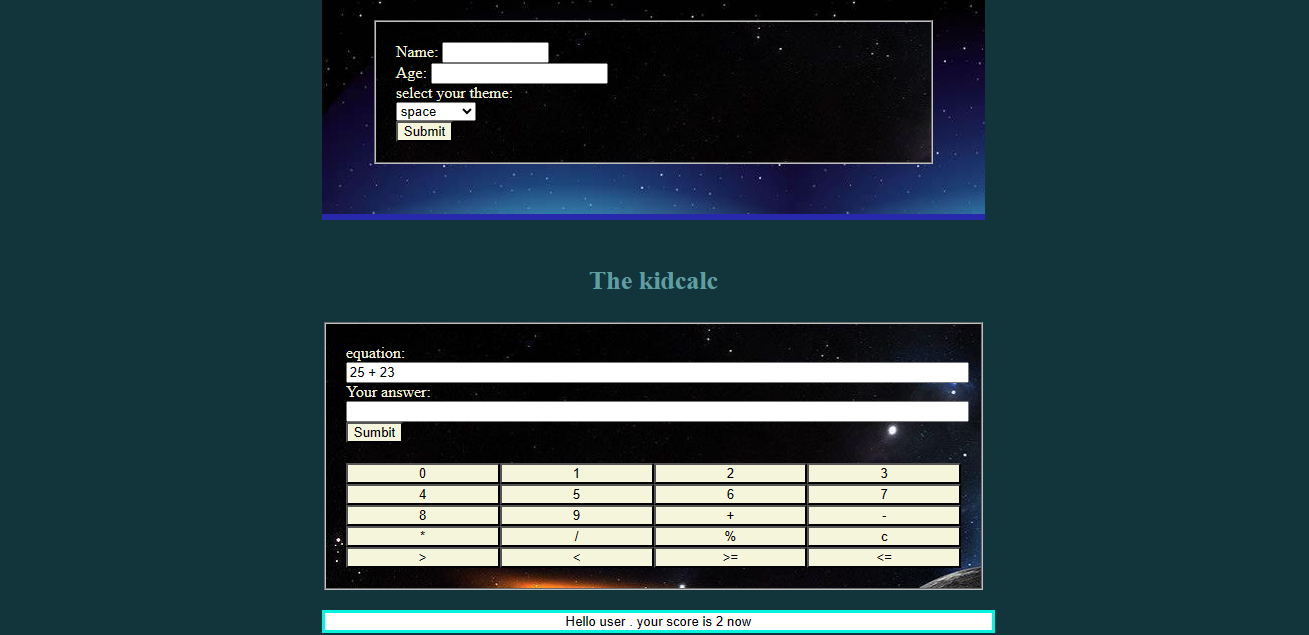 Name:
Age:
select your theme:
space
Submit
The kidcalc
equation:
25 + 23
Your answer:
Sumbit
0 1 2 3
4 5 6 7
8 9 + -
* / % c
> < >= <=
Hello user . your score is 2 now